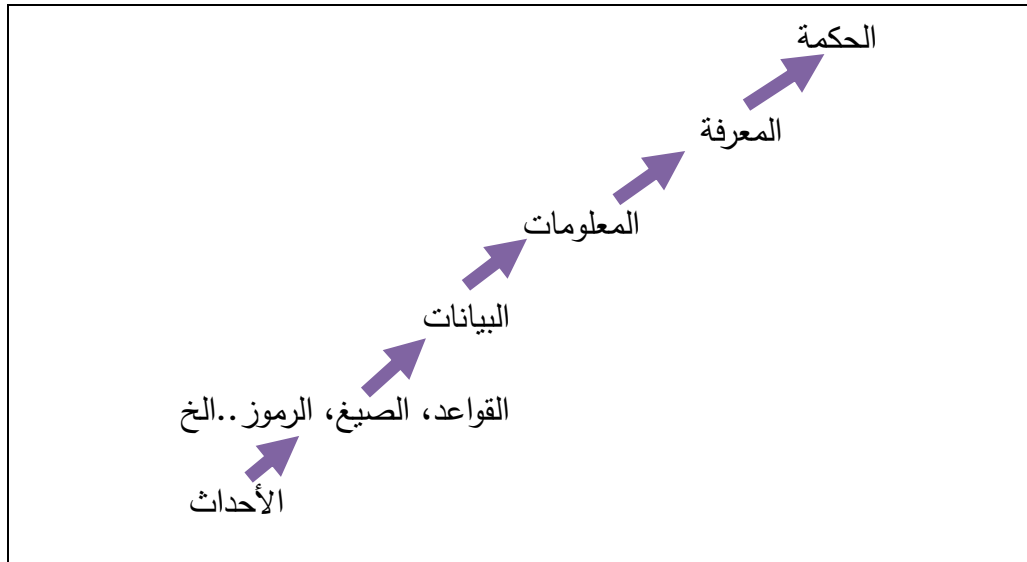 الحكمة
المعرفة
المعلومات
البيانات
القواعد، الصيغ، الرموز ..الخ
الأحداث